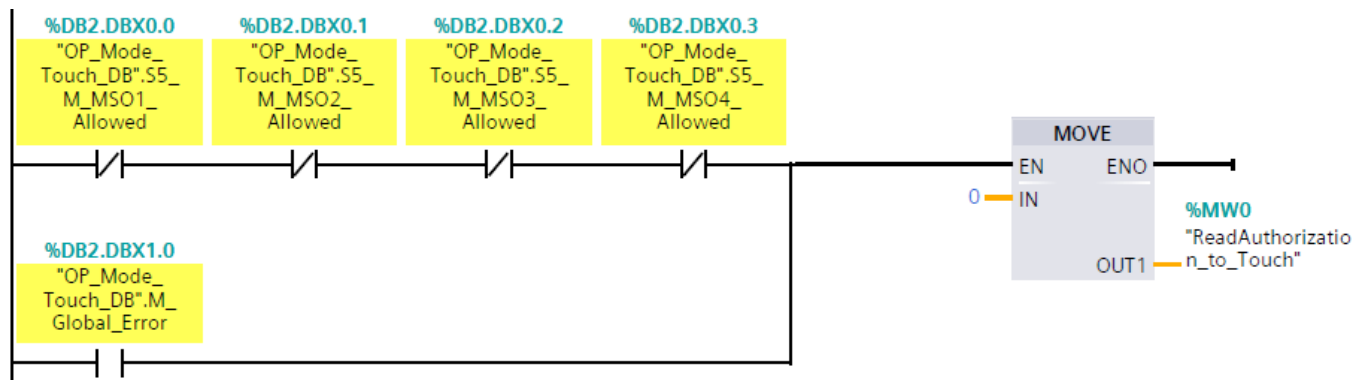 %DB2.DBX0.0 %DB2.DBX0.1 %DB2.DBX0.2 %DB2.DBX0.3
"OP_Mode_
Touch_DB".S5_
M_MSO1_
Allowed
"OP_Mode_
Touch_DB".S5_
M_MSO2_
Allowed
"OP_Mode_
Touch_DB".S5_
M_MSO3_
Allowed
"OP_Mode_
Touch_DB".S5_
M_MSO4_
Allowed
MOVE
EN ENO
0 IN
%MW0
"ReadAuthorizatio
n_to_Touch"
OUT1
%DB2.DBX1.0
"OP_Mode_
Touch_DB".M_
Global_Error